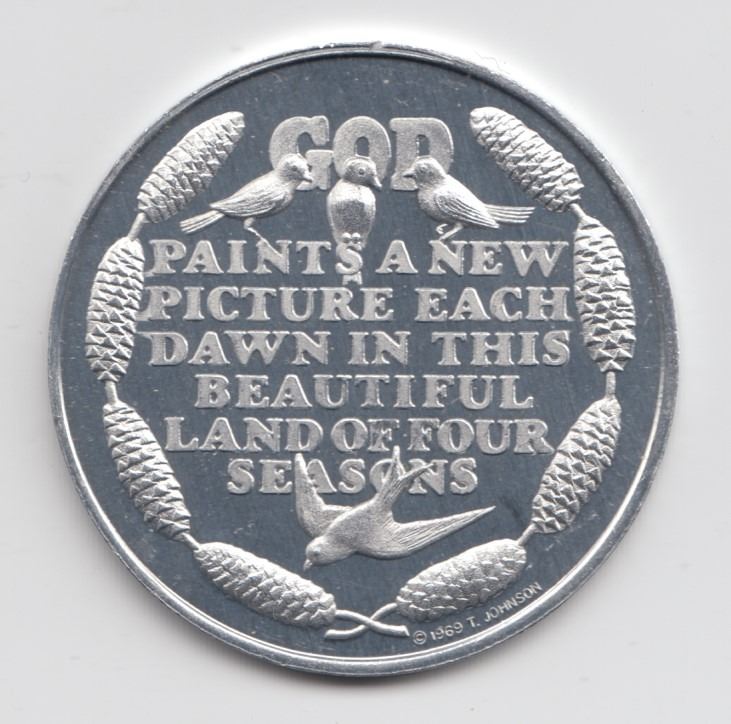 GOD
PAINTS A NEW
PICTURE EACH
DAWN IN THIS
BEAUTIFUL
LAND OF FOUR
SEASONS
© 1969 T. JOHNSON